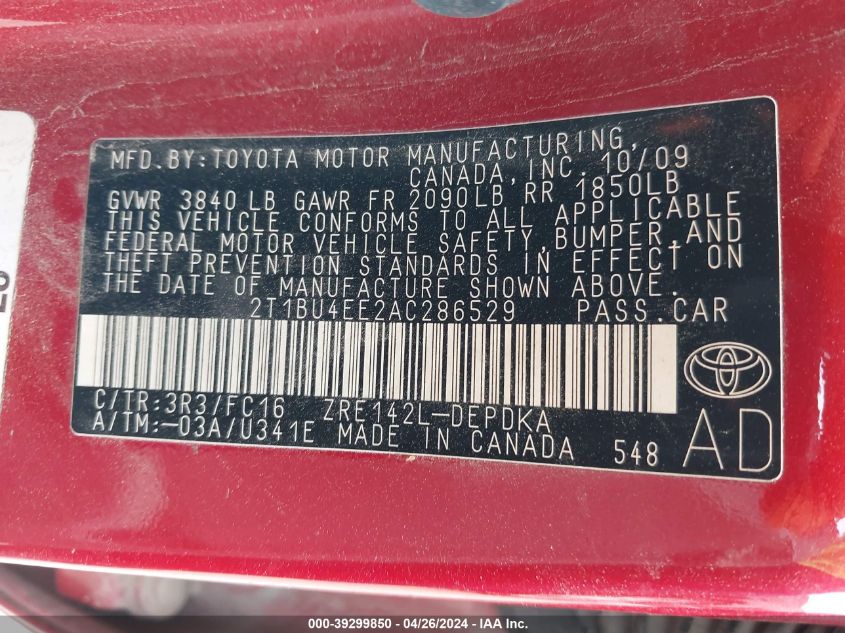 MFD.BY:TOYOTA MOTOR MANUFACTURING,
CANADA, INC. 10/09
GVWR 3840LB GAWR FR 2090LB RR 1850LB
THIS VEHICLE CONFORMS TO ALL APPLICABLE
FEDERAL MOTOR VEHICLE SAFETY,BUMPER,AND
THEFT PREVENTION STANDARDS IN EFFECT ON
THE DATE OF MANUFACTURE SHOWN ABOVE.
2T1BU4EE2AC286529 PASS.CAR
C/TR:3R3/FC16 ZRE142L-DEPDKA
A/TM:-03A/U341E MADE IN CANADA 548
AD
000-39299850 / 04/26/2024 - IAA, Inc.